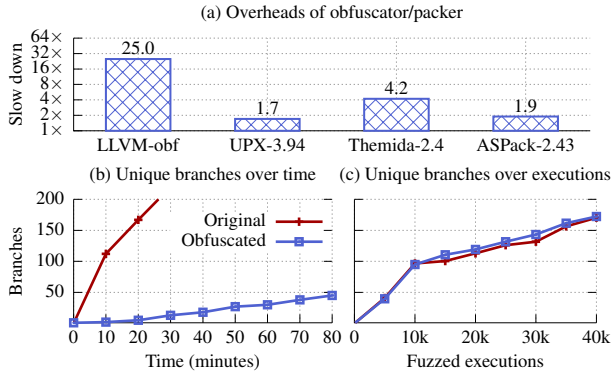 (a) Overheads of obfuscator/packer
Slow down
64×
32×
16×
8×
4×
2×
1×
25.0
1.7
4.2
1.9
LLVM-obf UPX-3.94 Themida-2.4 ASPack-2.43
(b) Unique branches over time
Branches
200
150
100
50
Original
Obfuscated
0 10 20 30 40 50 60 70 80
Time (minutes)
(c) Unique branches over executions
0 10k 20k 30k 40k
Fuzzed executions